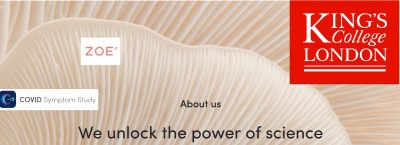 KING'S
College
LONDON
ZOE®
COVID Symptom Study
About us
We unlock the power of science